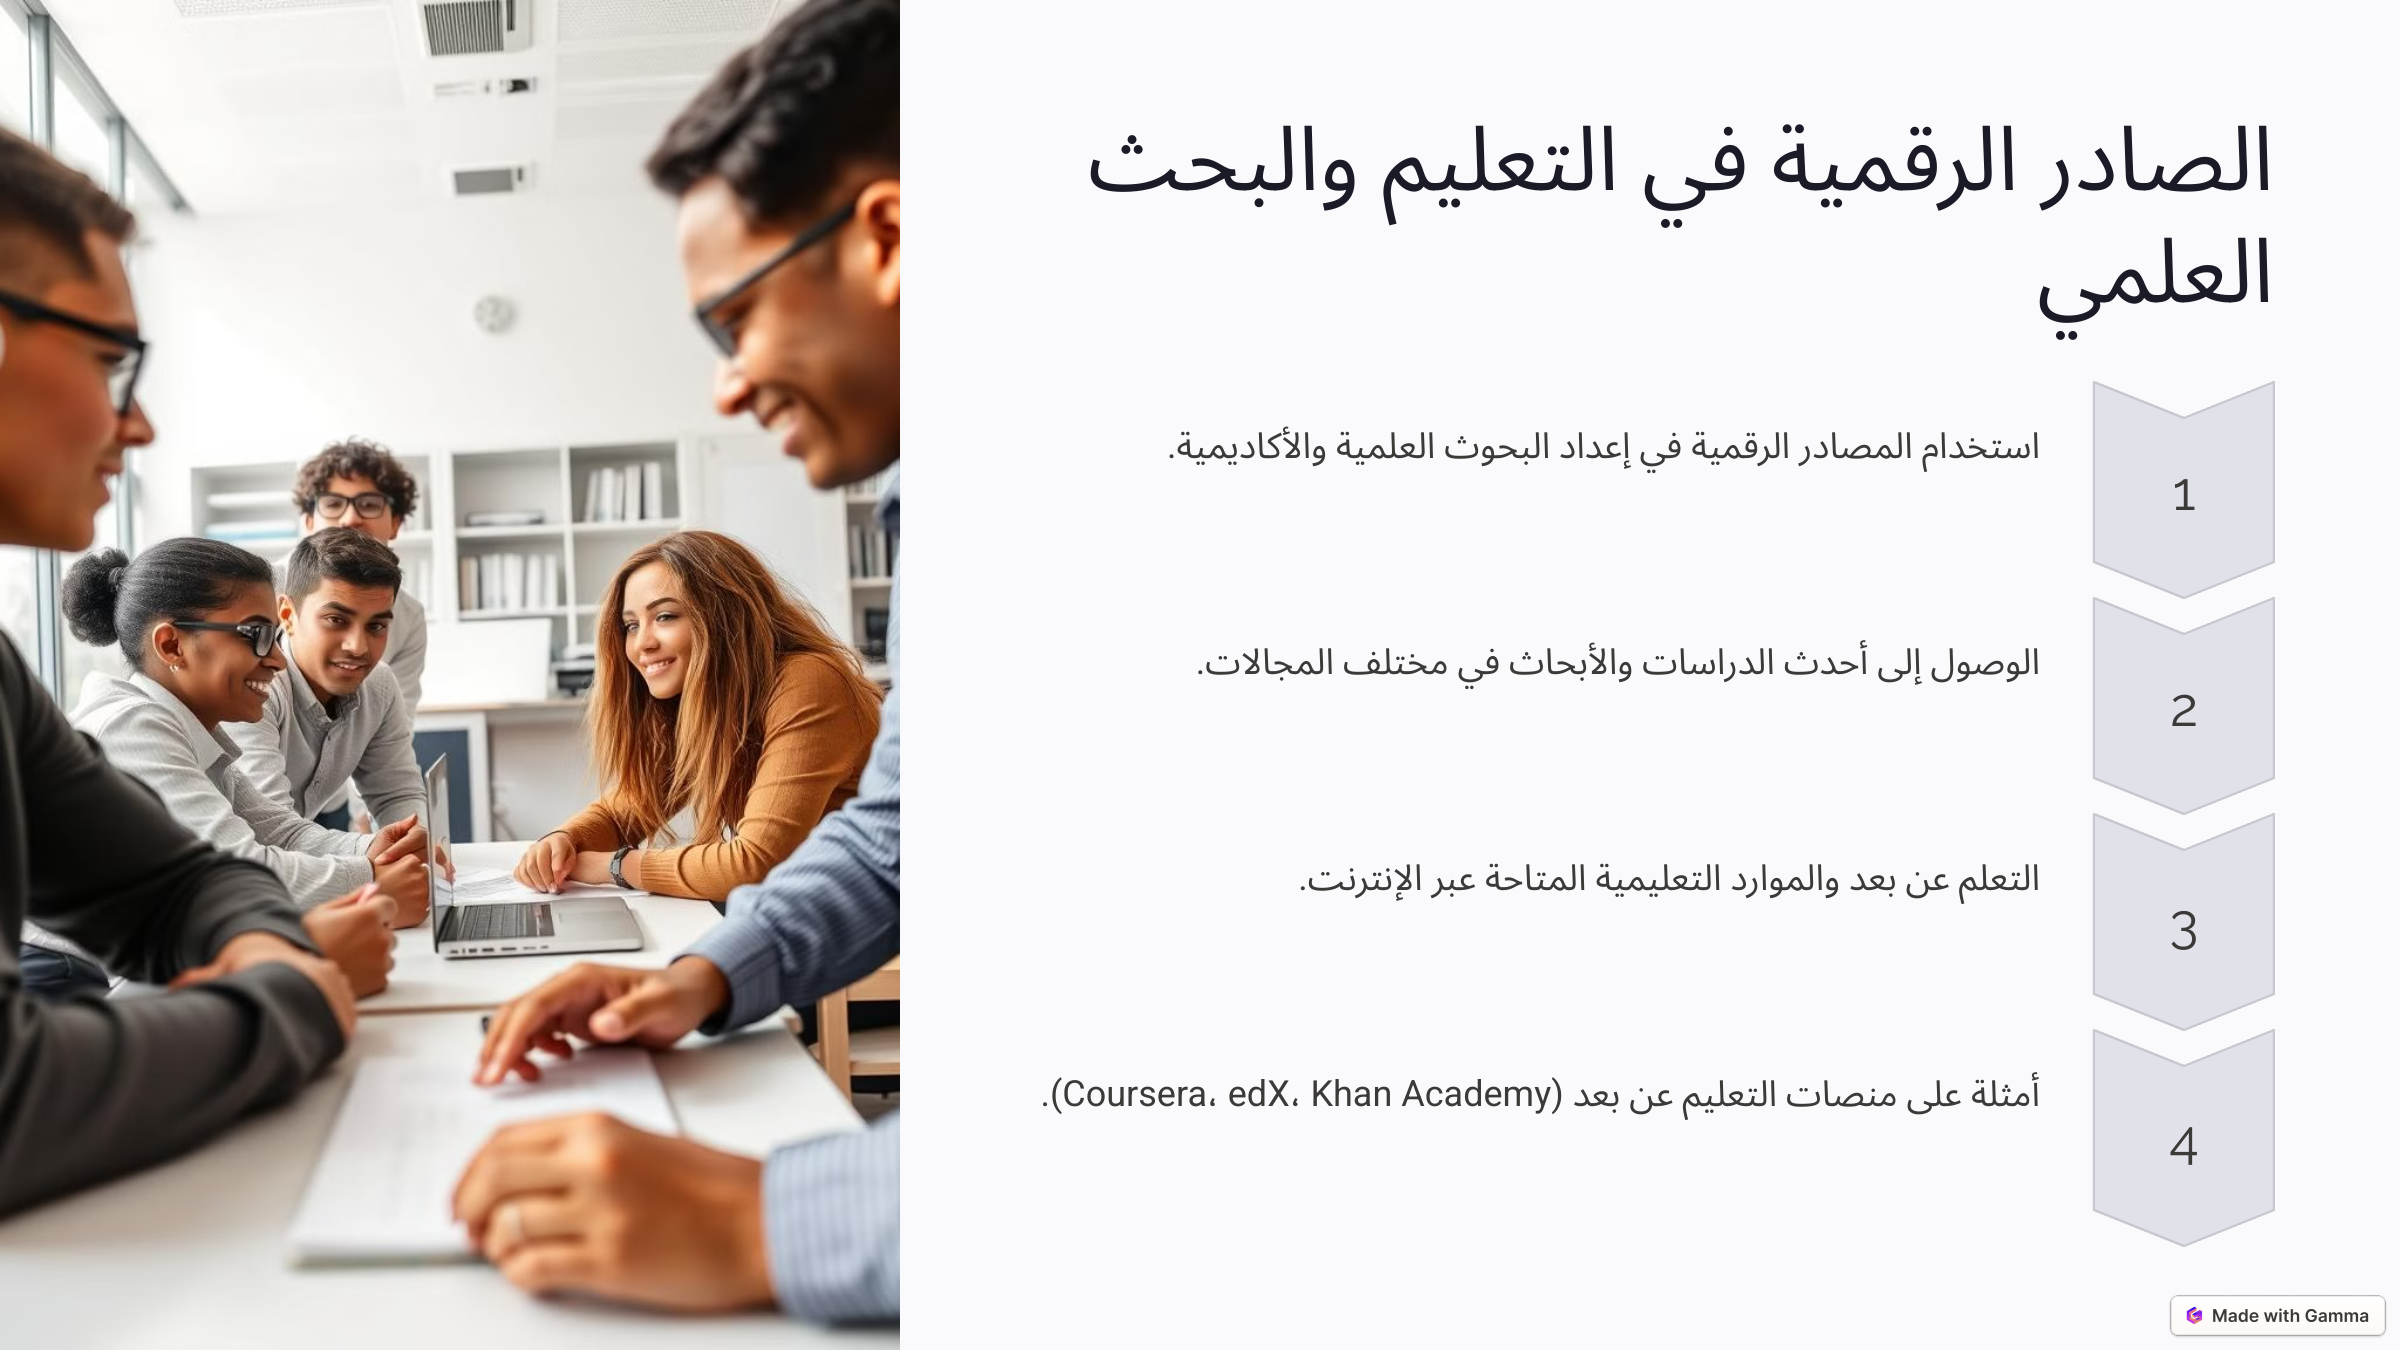 الصادر الرقمية في التعليم والبحث
العلمي
1
استخدام المصادر الرقمية في إعداد البحوث العلمية والأكاديمية.
2
الوصول إلى أحدث الدراسات والأبحاث في مختلف المجالات.
3
التعلم عن بعد والموارد التعليمية المتاحة عبر الإنترنت.
4
أمثلة على منصات التعليم عن بعد (Coursera، edX، Khan Academy).
Made with Gamma